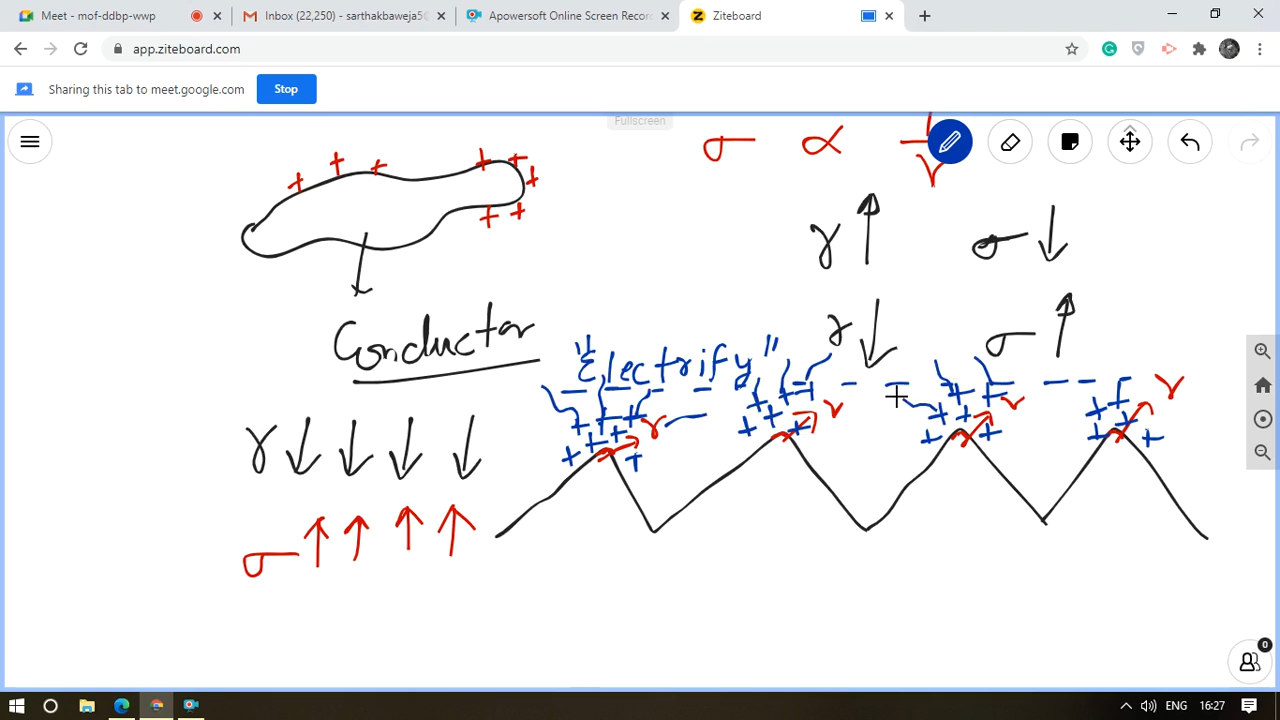 Meet - mof-ddbp-wwp
Inbox (22,250) - sarthakbaweja5
Apowersoft Online Screen Recor
Ziteboard
app.ziteboard.com
Sharing this tab to meet.google.com
Stop
Fullscreen
σ ∝ 1/r
+ + + + + + + +
r ↑ σ ↓
Conductor
r ↓ σ ↑
"Electrify"
r r r r
r ↓ ↓ ↓ ↓
σ ↑ ↑ ↑ ↑
0
ENG
16:27